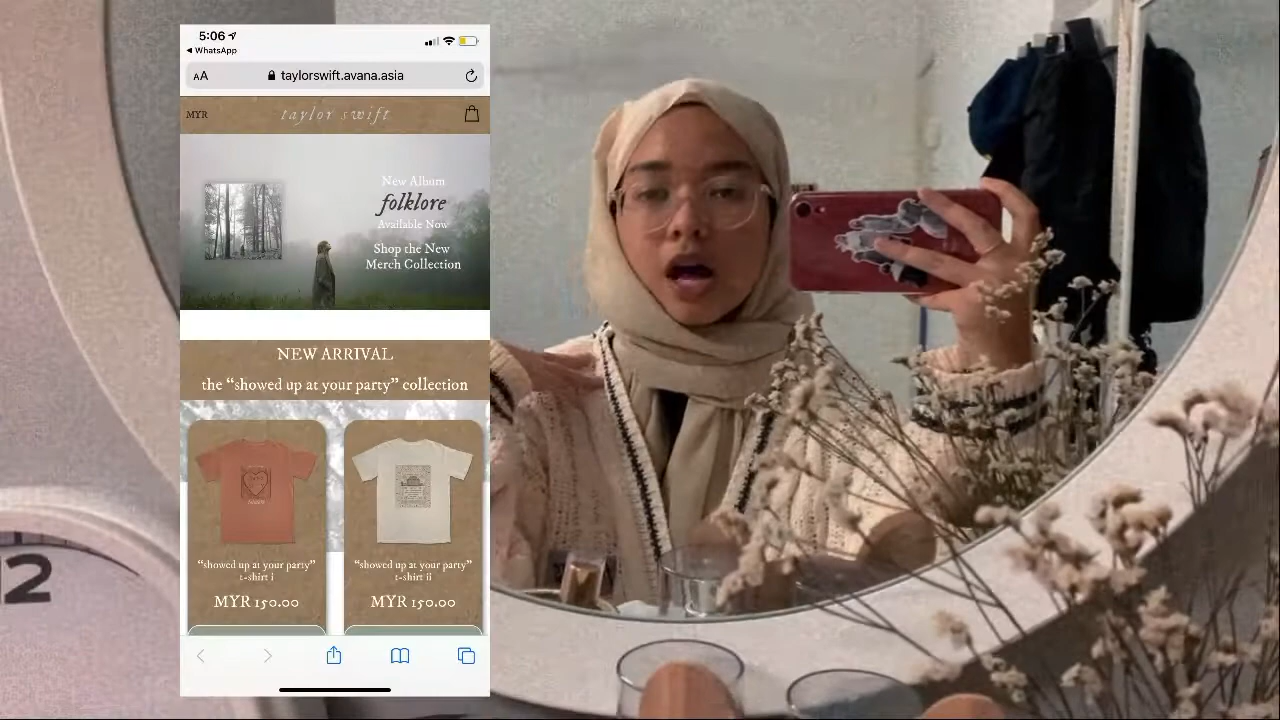 5:06
WhatsApp
AA
taylorswift.avana.asia
MYR
taylor swift
New Album
folklore
Available Now
Shop the New
Merch Collection
NEW ARRIVAL
the “showed up at your party” collection
“showed up at your party”
t-shirt i
MYR 150.00
“showed up at your party”
t-shirt ii
MYR 150.00
12